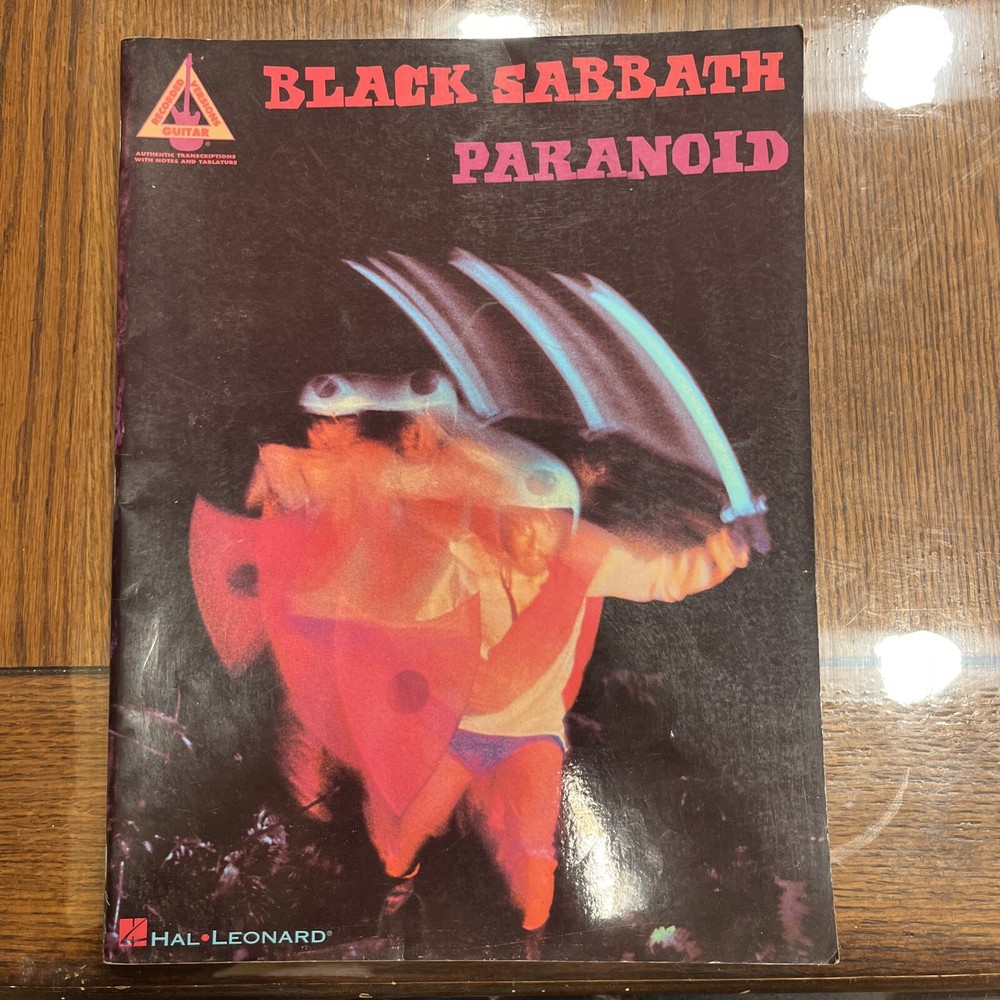 BLACK SABBATH
PARANOID
RECORDED VERSIONS
GUITAR ®
AUTHENTIC TRANSCRIPTIONS
WITH NOTES AND TABLATURE
HAL•LEONARD®